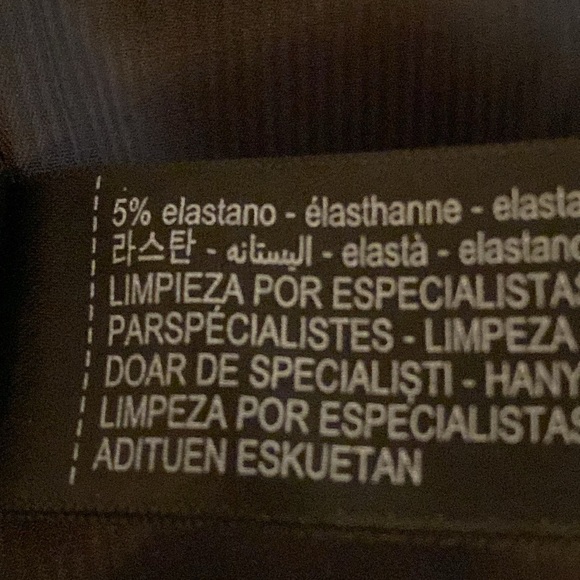 5% elastano - élasthanne - elasta
라스탄 - اليستانه - elastà - elastano
LIMPIEZA POR ESPECIALISTAS
PARSPÉCIALISTES - LIMPEZA
DOAR DE SPECIALIȘTI - HANY
LIMPEZA POR ESPECIALISTAS
ADITUEN ESKUETAN